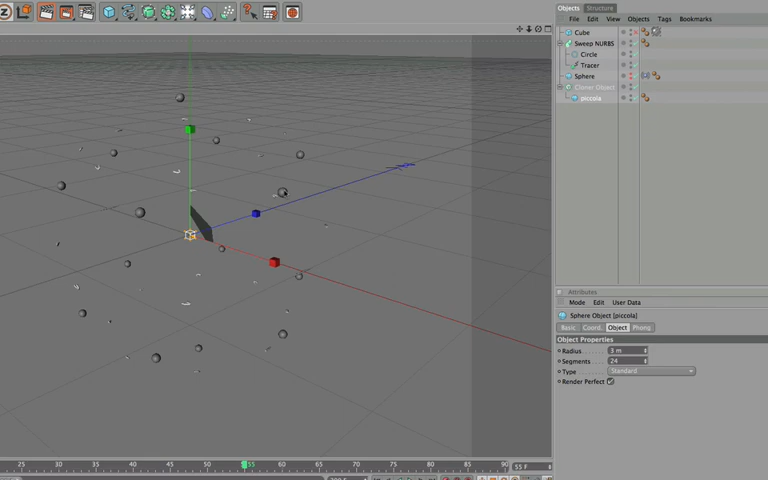 Objects Structure
File Edit View Objects Tags Bookmarks
Cube
Sweep NURBS
Circle
Tracer
Sphere
Cloner Object
piccola
Attributes
Mode Edit User Data
Sphere Object [piccola]
Basic Coord. Object Phong
Object Properties
Radius 3 m
Segments 24
Type Standard
Render Perfect
25 30 35 40 45 50 55 60 65 70 75 80 85 90
55 F